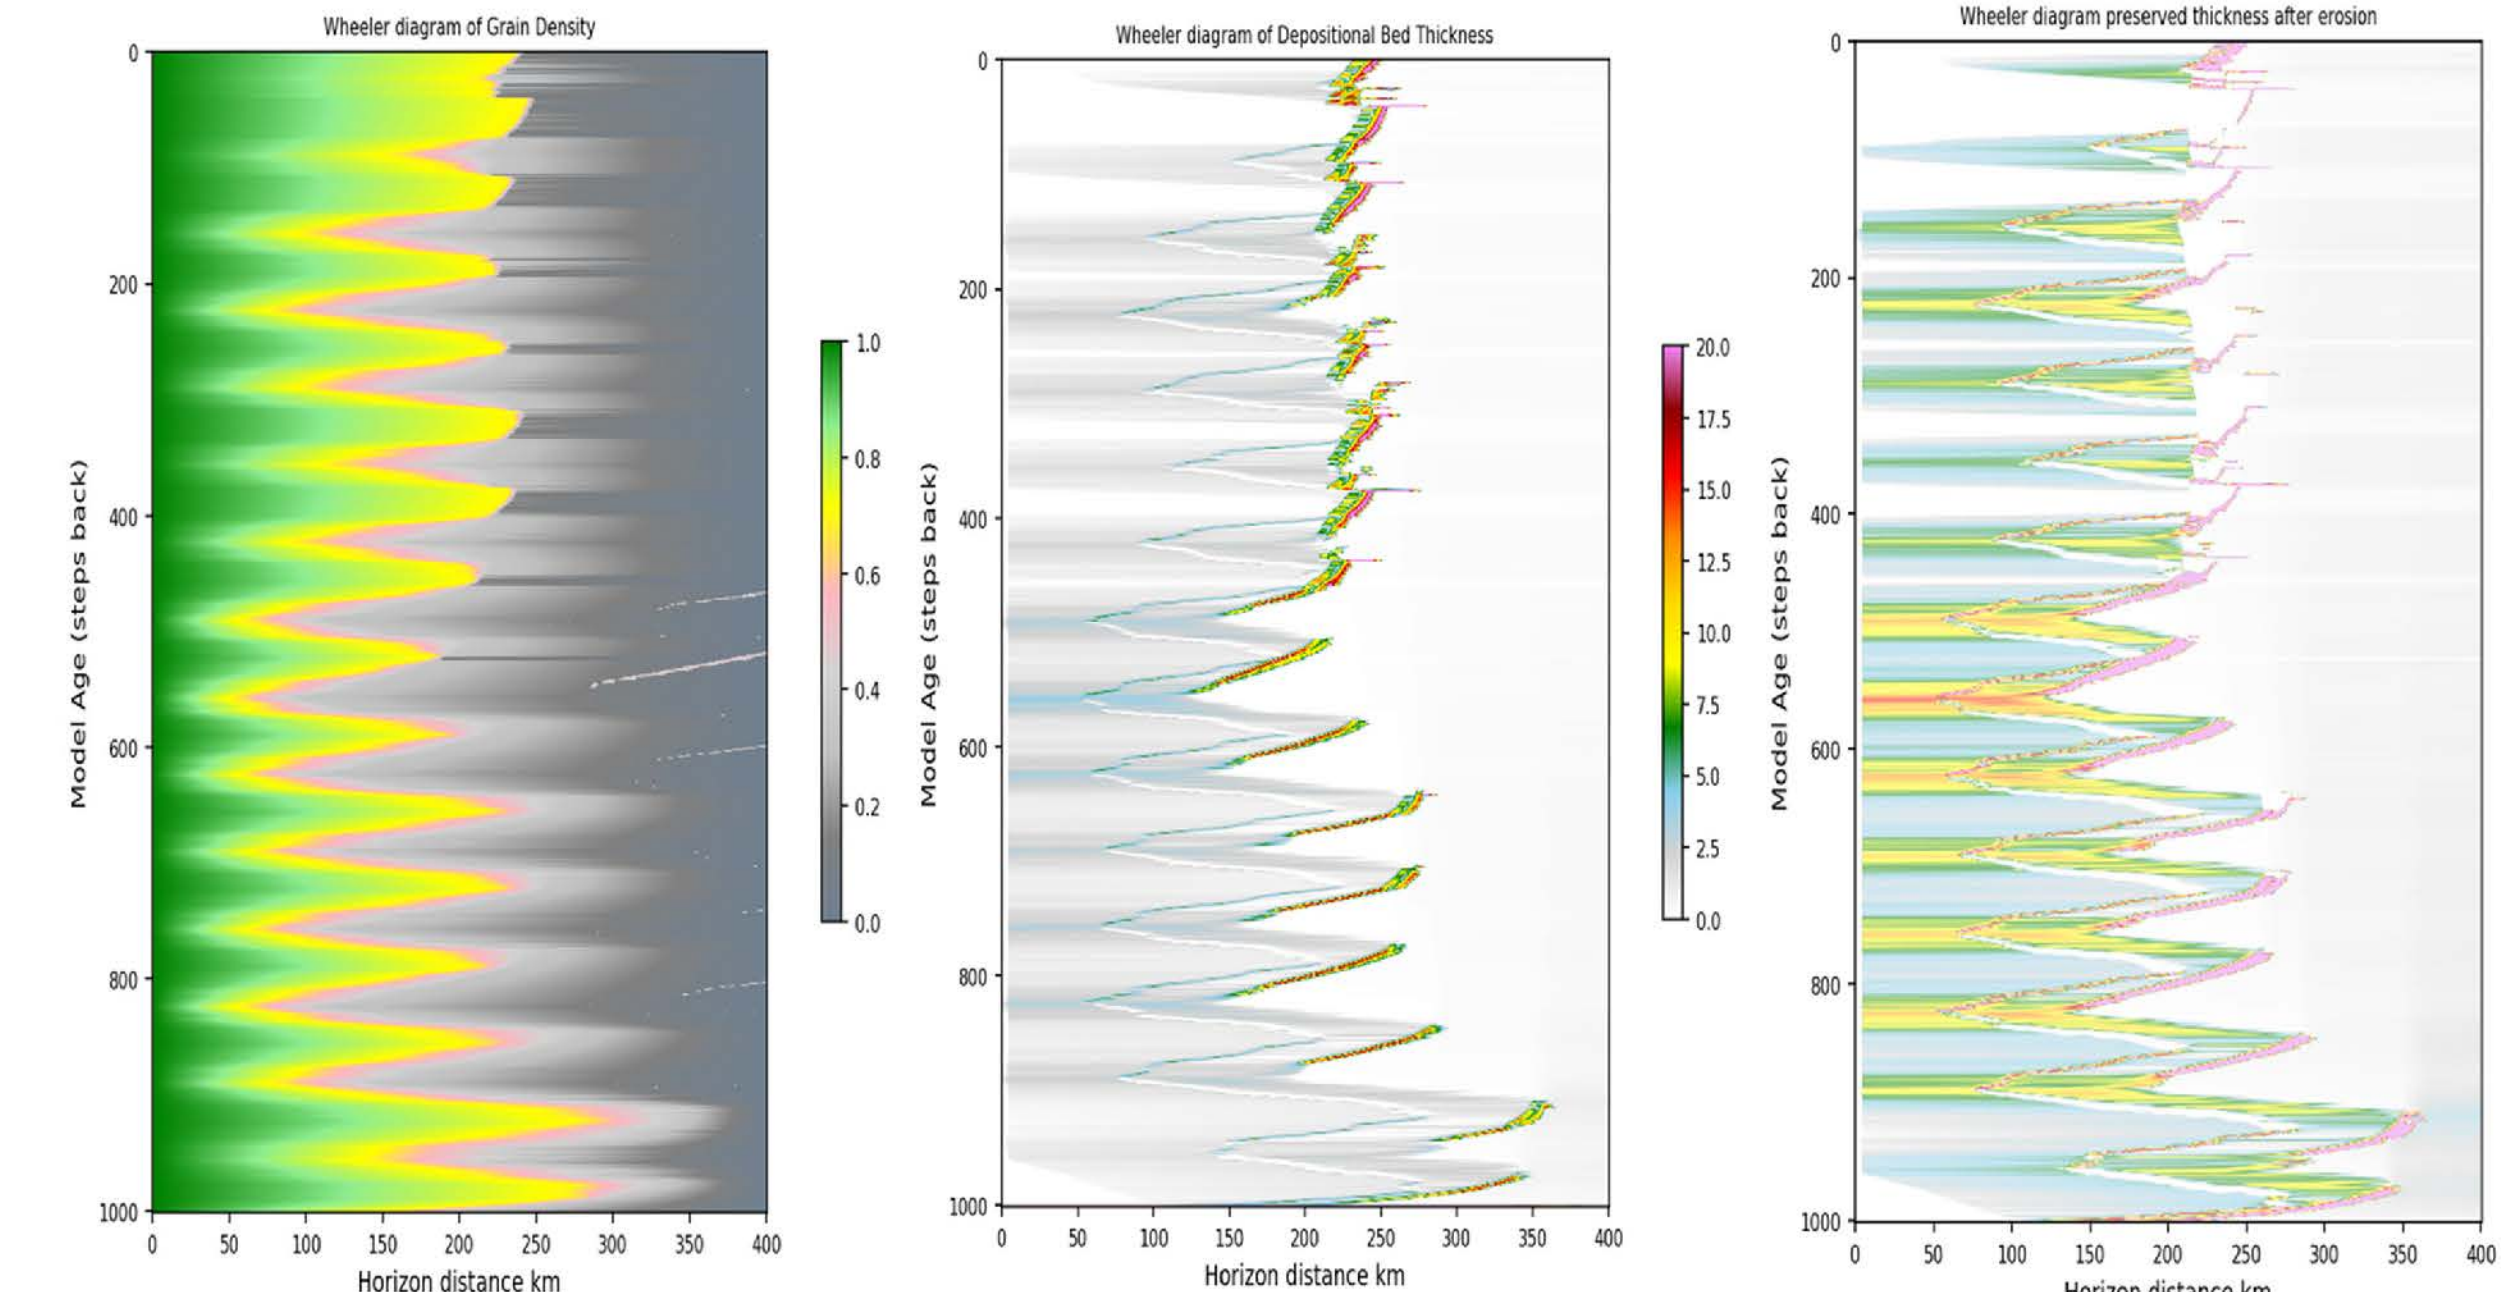 Wheeler diagram of Grain Density
0
200
400
600
800
1000
Model Age (steps back)
0 50 100 150 200 250 300 350 400
Horizon distance km
1.0
0.8
0.6
0.4
0.2
0.0
Wheeler diagram of Depositional Bed Thickness
0
200
400
600
800
1000
Model Age (steps back)
0 50 100 150 200 250 300 350 400
Horizon distance km
20.0
17.5
15.0
12.5
10.0
7.5
5.0
2.5
0.0
Wheeler diagram preserved thickness after erosion
0
200
400
600
800
1000
Model Age (steps back)
0 50 100 150 200 250 300 350 400
Horizon distance km